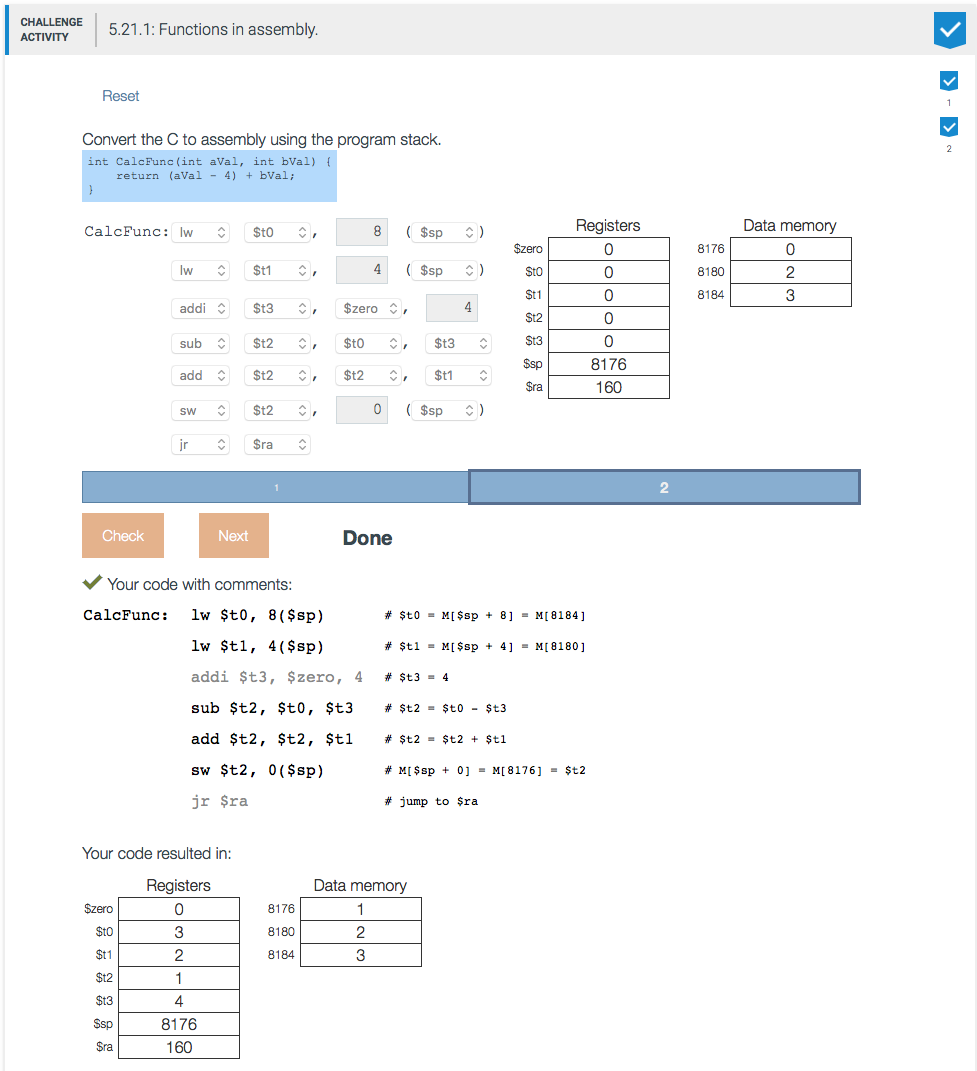 CHALLENGE
ACTIVITY
5.21.1: Functions in assembly.
1
2
Reset
Convert the C to assembly using the program stack.
int CalcFunc(int aVal, int bVal) {
return (aVal - 4) + bVal;
}
CalcFunc: lw $t0 , 8 ( $sp )
lw $t1 , 4 ( $sp )
addi $t3 , $zero , 4
sub $t2 , $t0 , $t3
add $t2 , $t2 , $t1
sw $t2 , 0 ( $sp )
jr $ra
Registers
$zero 0
$t0 0
$t1 0
$t2 0
$t3 0
$sp 8176
$ra 160
Data memory
8176 0
8180 2
8184 3
1 2
Check Next Done
Your code with comments:
CalcFunc: lw $t0, 8($sp) # $t0 = M[$sp + 8] = M[8184]
lw $t1, 4($sp) # $t1 = M[$sp + 4] = M[8180]
addi $t3, $zero, 4 # $t3 = 4
sub $t2, $t0, $t3 # $t2 = $t0 - $t3
add $t2, $t2, $t1 # $t2 = $t2 + $t1
sw $t2, 0($sp) # M[$sp + 0] = M[8176] = $t2
jr $ra # jump to $ra
Your code resulted in:
Registers
$zero 0
$t0 3
$t1 2
$t2 1
$t3 4
$sp 8176
$ra 160
Data memory
8176 1
8180 2
8184 3